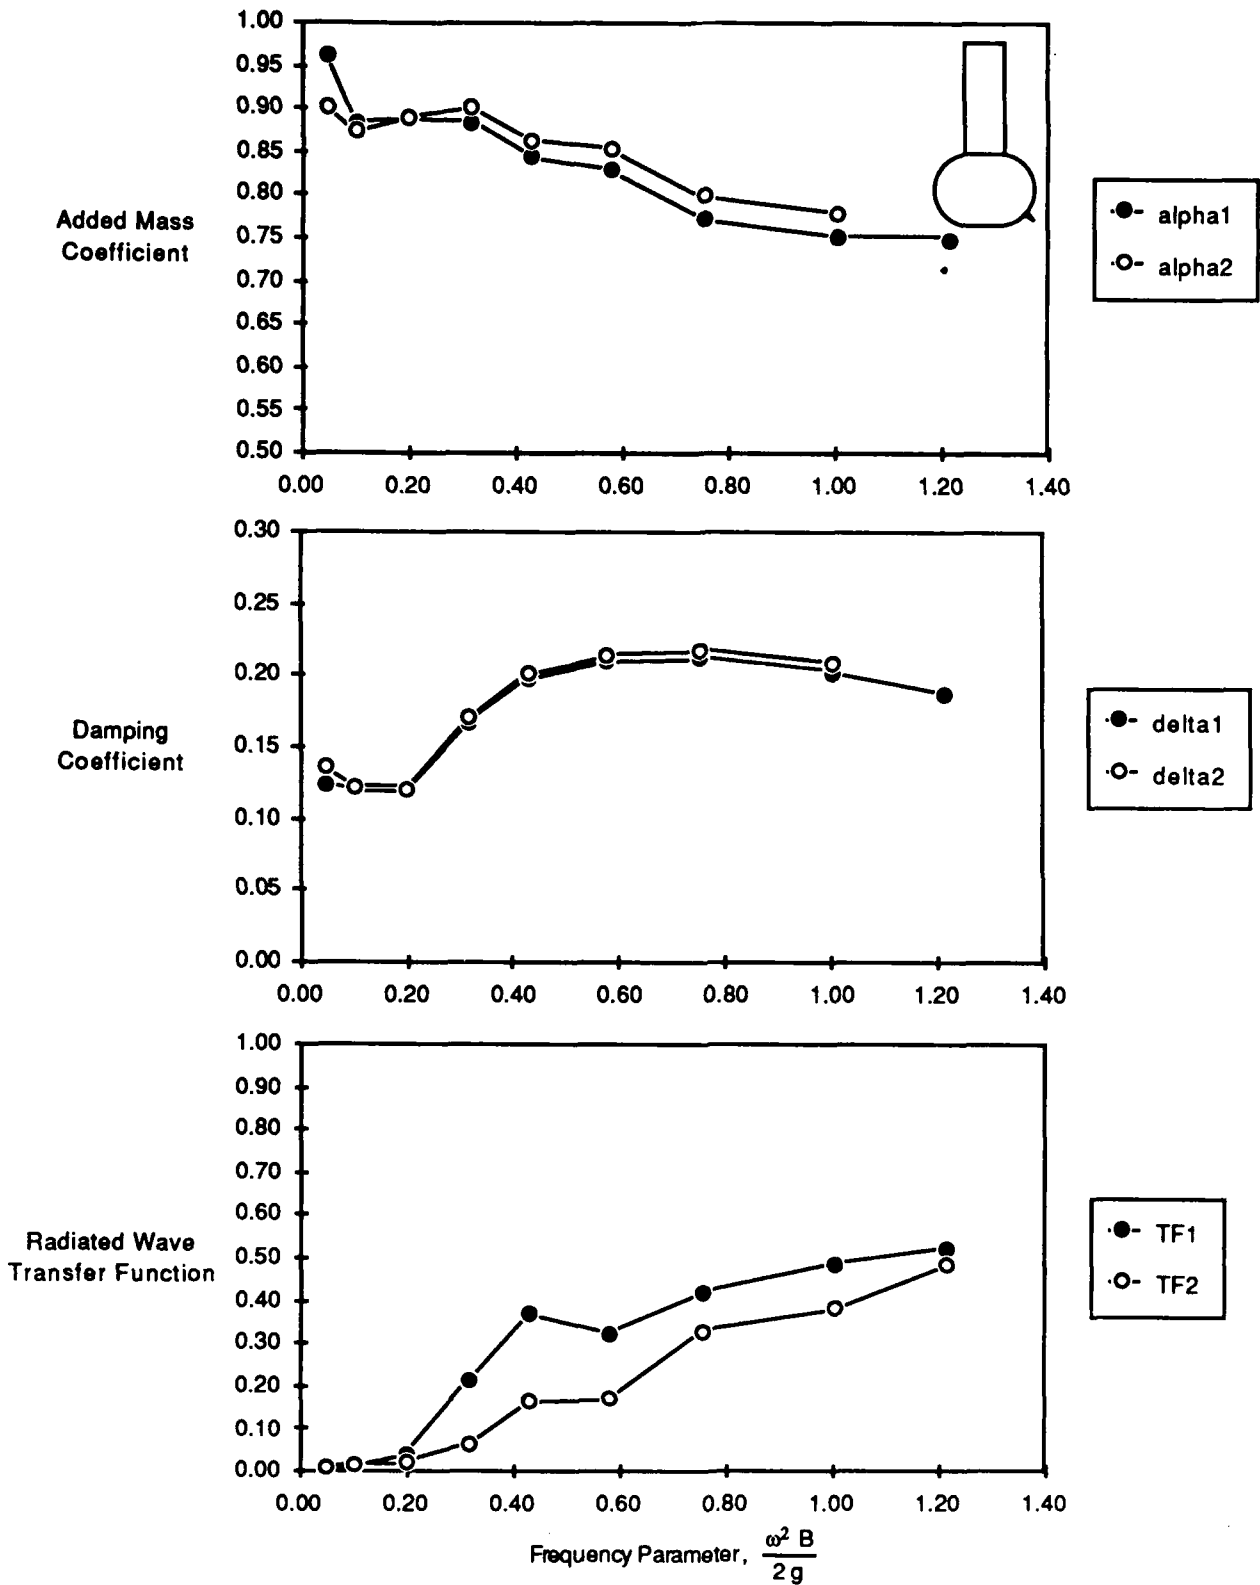 1.00
0.95
0.90
0.85
0.80
0.75
0.70
0.65
0.60
0.55
0.50
Added Mass
Coefficient
0.00 0.20 0.40 0.60 0.80 1.00 1.20 1.40
alpha1
alpha2
0.30
0.25
0.20
0.15
0.10
0.05
0.00
Damping
Coefficient
0.00 0.20 0.40 0.60 0.80 1.00 1.20 1.40
delta1
delta2
1.00
0.90
0.80
0.70
0.60
0.50
0.40
0.30
0.20
0.10
0.00
Radiated Wave
Transfer Function
0.00 0.20 0.40 0.60 0.80 1.00 1.20 1.40
TF1
TF2
Frequency Parameter, ω² B
2 g